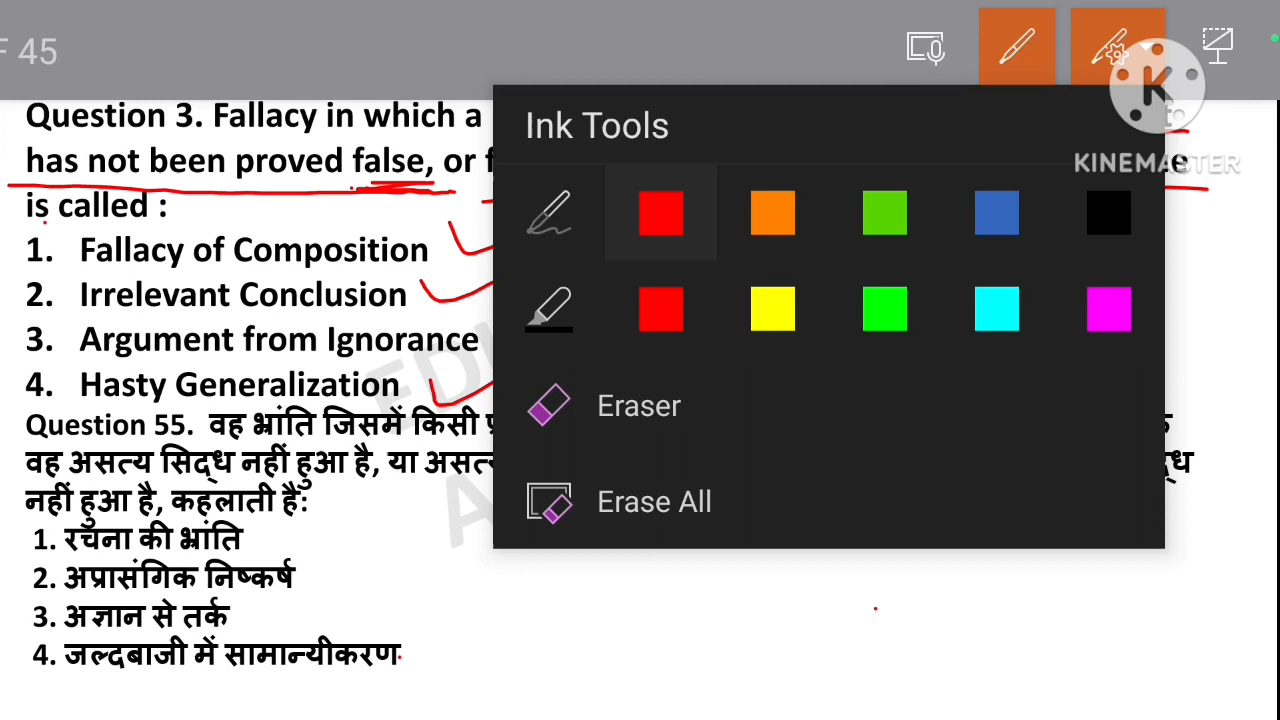 F 45
Question 3. Fallacy in which a
has not been proved false, or
is called :
1. Fallacy of Composition
2. Irrelevant Conclusion
3. Argument from Ignorance
4. Hasty Generalization
Question 55. वह भ्रांति जिसमें किसी
वह असत्य सिद्ध नहीं हुआ है, या
नहीं हुआ है, कहलाती है:
1. रचना की भ्रांति
2. अप्रासंगिक निष्कर्ष
3. अज्ञान से तर्क
4. जल्दबाजी में सामान्यीकरण
Ink Tools
Eraser
Erase All
K
KINEMASTER